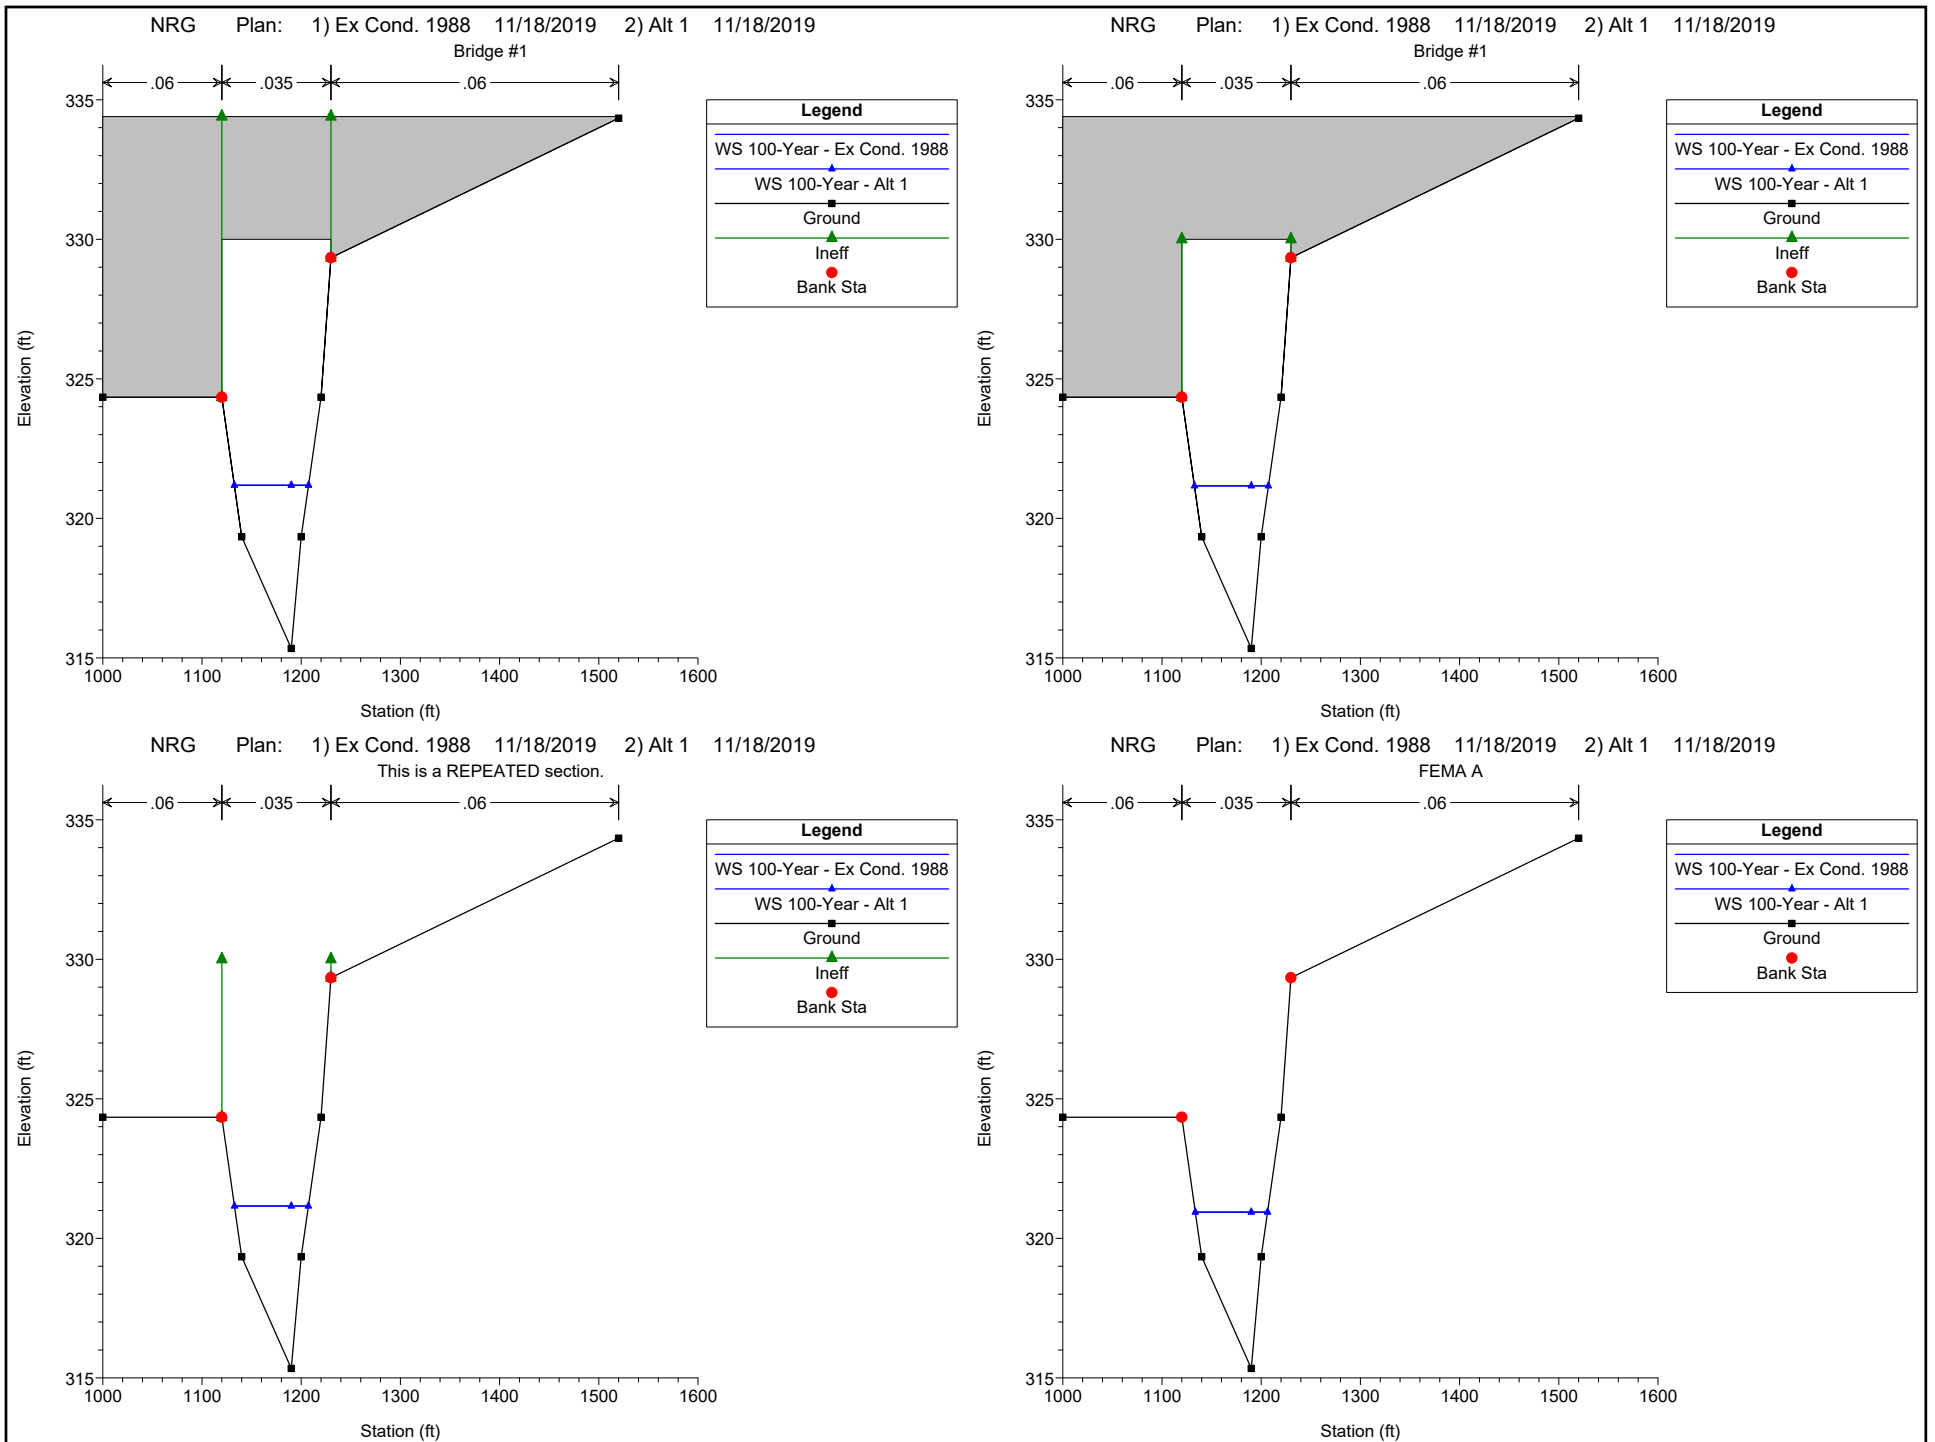 NRG Plan: 1) Ex Cond. 1988 11/18/2019 2) Alt 1 11/18/2019
Bridge #1
.06 .035 .06
335
330
325
320
315
Elevation (ft)
1000 1100 1200 1300 1400 1500 1600
Station (ft)
Legend
WS 100-Year - Ex Cond. 1988
WS 100-Year - Alt 1
Ground
Ineff
Bank Sta
NRG Plan: 1) Ex Cond. 1988 11/18/2019 2) Alt 1 11/18/2019
Bridge #1
.06 .035 .06
335
330
325
320
315
Elevation (ft)
1000 1100 1200 1300 1400 1500 1600
Station (ft)
Legend
WS 100-Year - Ex Cond. 1988
WS 100-Year - Alt 1
Ground
Ineff
Bank Sta
NRG Plan: 1) Ex Cond. 1988 11/18/2019 2) Alt 1 11/18/2019
This is a REPEATED section.
.06 .035 .06
335
330
325
320
315
Elevation (ft)
1000 1100 1200 1300 1400 1500 1600
Station (ft)
Legend
WS 100-Year - Ex Cond. 1988
WS 100-Year - Alt 1
Ground
Ineff
Bank Sta
NRG Plan: 1) Ex Cond. 1988 11/18/2019 2) Alt 1 11/18/2019
FEMA A
.06 .035 .06
335
330
325
320
315
Elevation (ft)
1000 1100 1200 1300 1400 1500 1600
Station (ft)
Legend
WS 100-Year - Ex Cond. 1988
WS 100-Year - Alt 1
Ground
Bank Sta